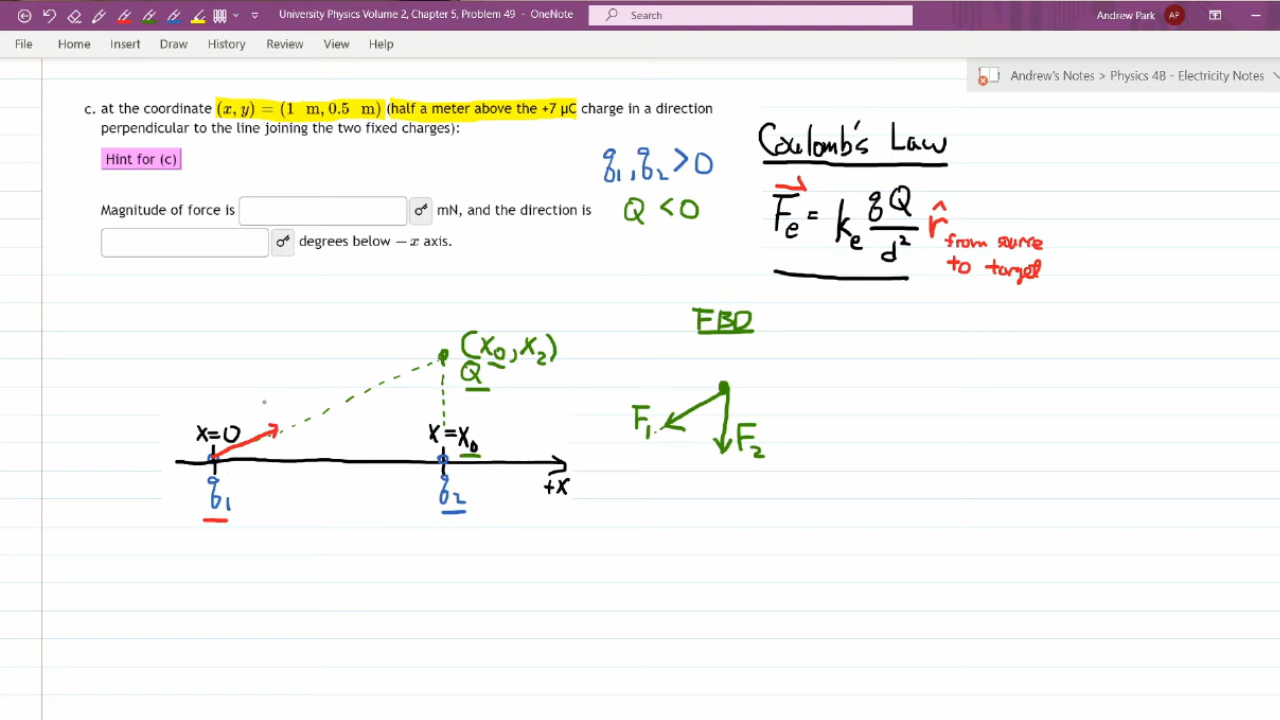 University Physics Volume 2, Chapter 5, Problem 49 - OneNote
Search
Andrew Park
AP
File Home Insert Draw History Review View Help
Andrew's Notes > Physics 4B - Electricity Notes
c. at the coordinate (x, y) = (1 m, 0.5 m) (half a meter above the +7 μC charge in a direction
perpendicular to the line joining the two fixed charges):
Hint for (c)
Magnitude of force is mN, and the direction is
degrees below −x axis.
q₁, q₂ > 0
Q < 0
Coulomb's Law
F⃗e = ke qQ/d² r̂
from source
to target
FBD
(x₀, x₂)
Q
F₁
F₂
x=0
x=x₀
+x
q₁
q₂